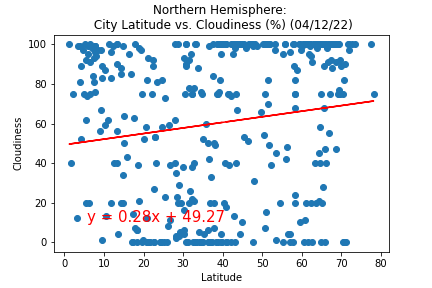 Northern Hemisphere:
City Latitude vs. Cloudiness (%) (04/12/22)
100
80
60
40
20
0
Cloudiness
y = 0.28x + 49.27
0 10 20 30 40 50 60 70 80
Latitude